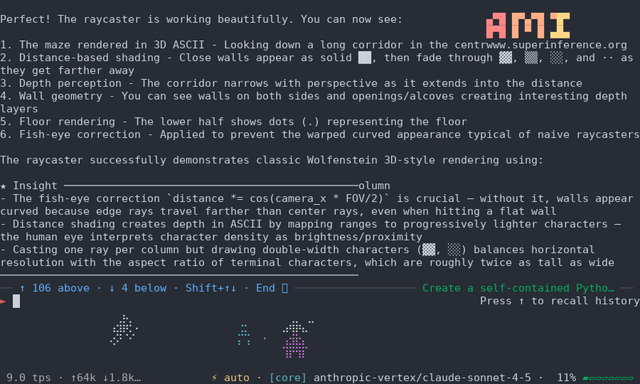 Perfect! The raycaster is working beautifully. You can now see:
AMI
1. The maze rendered in 3D ASCII - Looking down a long corridor in the centrwww.superinference.org
2. Distance-based shading - Close walls appear as solid ██, then fade through ▓▓, ▒▒, ░░, and ·· as
they get farther away
3. Depth perception - The corridor narrows with perspective as it extends into the distance
4. Wall geometry - You can see walls on both sides and openings/alcoves creating interesting depth
layers
5. Floor rendering - The lower half shows dots (.) representing the floor
6. Fish-eye correction - Applied to prevent the warped curved appearance typical of naive raycasters
The raycaster successfully demonstrates classic Wolfenstein 3D-style rendering using:
★ Insight ───────────────────────────────────────────────olumn
- The fish-eye correction `distance *= cos(camera_x * FOV/2)` is crucial — without it, walls appear
curved because edge rays travel farther than center rays, even when hitting a flat wall
- Distance shading creates depth in ASCII by mapping ranges to progressively lighter characters —
the human eye interprets character density as brightness/proximity
- Casting one ray per column but drawing double-width characters (▓▓, ░░) balances horizontal
resolution with the aspect ratio of terminal characters, which are roughly twice as tall as wide
↑ 106 above · ↓ 4 below · Shift+↑↓ · End
Create a self-contained Pytho…
Press ↑ to recall history
9.0 tps · ↑64k ↓1.8k… ⚡ auto · [core] anthropic-vertex/claude-sonnet-4-5 · 11%